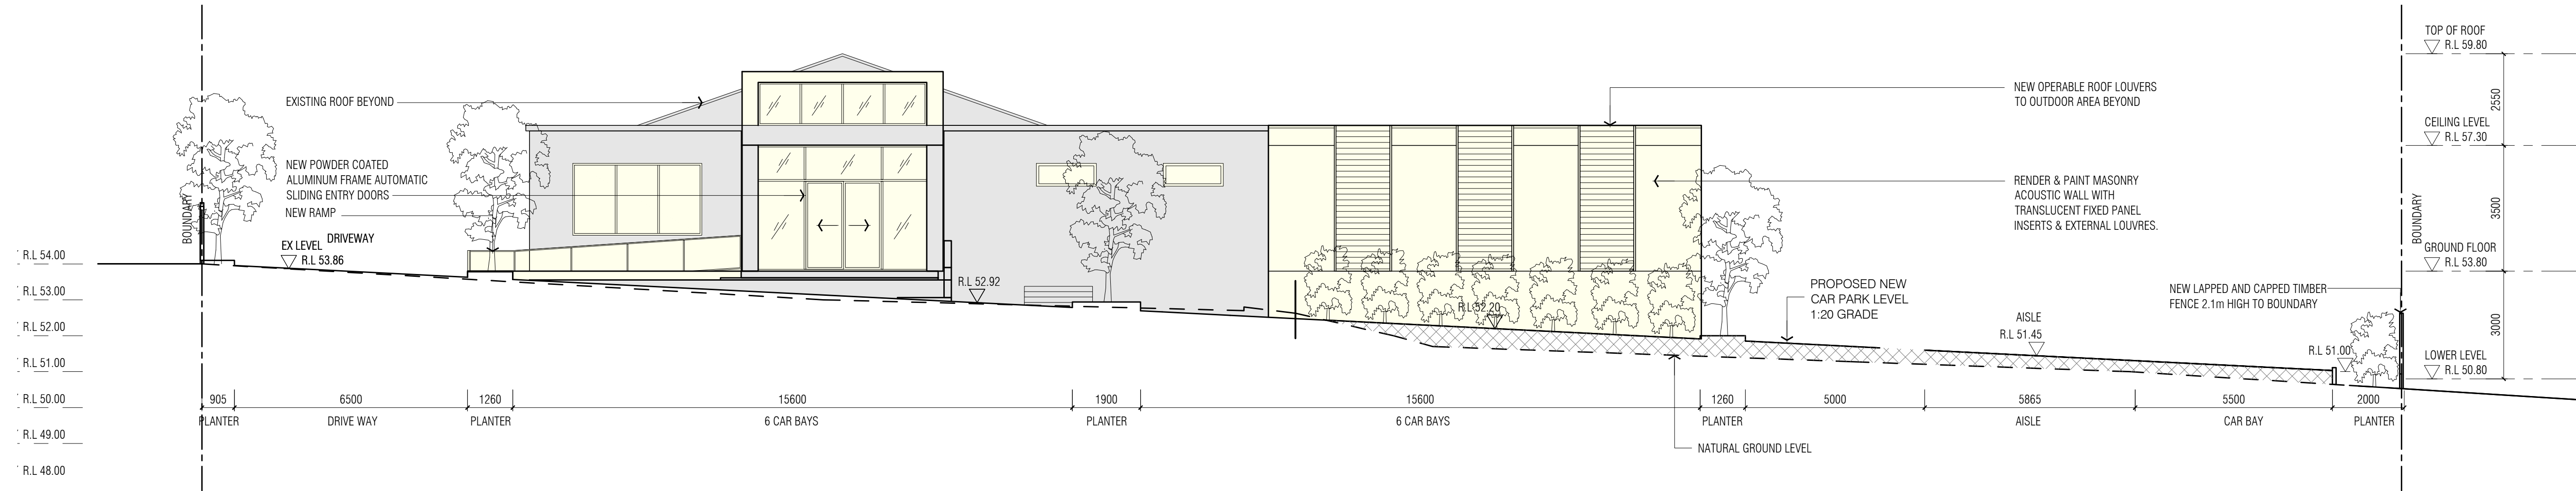 TOP OF ROOF
R.L 59.80
EXISTING ROOF BEYOND
NEW OPERABLE ROOF LOUVERS
TO OUTDOOR AREA BEYOND
2550
CEILING LEVEL
R.L 57.30
NEW POWDER COATED
ALUMINUM FRAME AUTOMATIC
SLIDING ENTRY DOORS
NEW RAMP
RENDER & PAINT MASONRY
ACOUSTIC WALL WITH
TRANSLUCENT FIXED PANEL
INSERTS & EXTERNAL LOUVRES.
3500
BOUNDARY
BOUNDARY
DRIVEWAY
EX LEVEL
R.L 53.86
GROUND FLOOR
R.L 53.80
R.L 54.00
R.L 53.00
R.L 52.00
R.L 51.00
R.L 50.00
R.L 49.00
R.L 48.00
R.L 52.92
R.L 52.20
PROPOSED NEW
CAR PARK LEVEL
1:20 GRADE
NEW LAPPED AND CAPPED TIMBER
FENCE 2.1m HIGH TO BOUNDARY
AISLE
R.L 51.45
R.L 51.00
3000
LOWER LEVEL
R.L 50.80
905
6500
1260
15600
1900
15600
1260
5000
5865
5500
2000
PLANTER
DRIVE WAY
PLANTER
6 CAR BAYS
PLANTER
6 CAR BAYS
PLANTER
AISLE
CAR BAY
PLANTER
NATURAL GROUND LEVEL